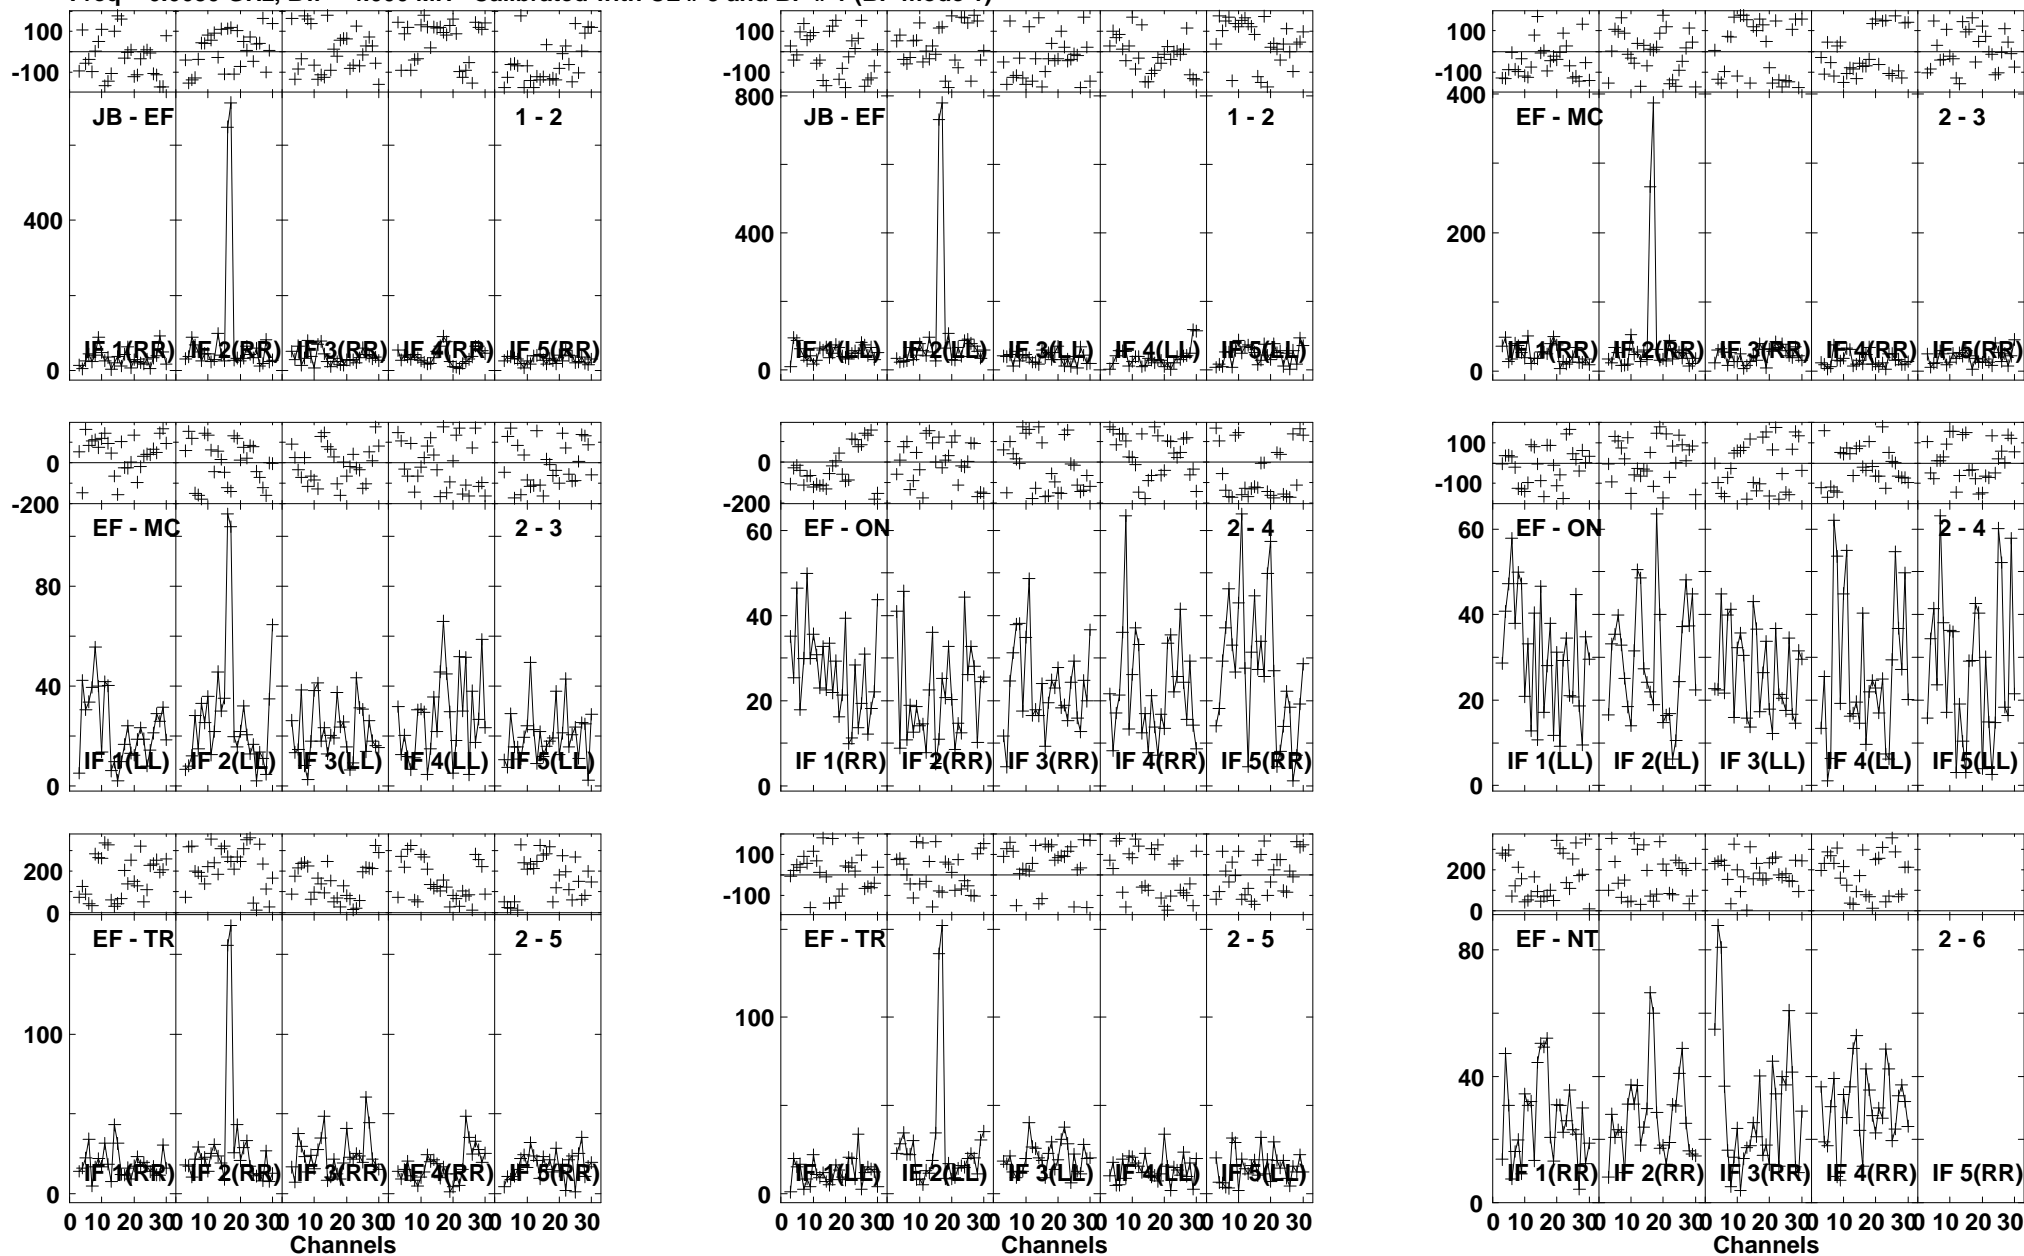 100
-100
JB - EF
1 - 2
400
0
IF 1(RR) IF 2(RR) IF 3(RR) IF 4(RR) IF 5(RR)
100
-100
800
JB - EF
1 - 2
400
0
IF 1(LL) IF 2(LL) IF 3(LL) IF 4(LL) IF 5(LL)
100
-100
400
EF - MC
2 - 3
200
0
IF 1(RR) IF 2(RR) IF 3(RR) IF 4(RR) IF 5(RR)
0
-200
EF - MC
2 - 3
80
40
0
IF 1(LL) IF 2(LL) IF 3(LL) IF 4(LL) IF 5(LL)
0
-200
60
EF - ON
2 - 4
40
20
0
IF 1(RR) IF 2(RR) IF 3(RR) IF 4(RR) IF 5(RR)
100
-100
60
EF - ON
2 - 4
40
20
0
IF 1(LL) IF 2(LL) IF 3(LL) IF 4(LL) IF 5(LL)
200
0
EF - TR
2 - 5
100
0
IF 1(RR) IF 2(RR) IF 3(RR) IF 4(RR) IF 5(RR)
0 10 20 30 0 10 20 30 0 10 20 30 0 10 20 30 0 10 20 30
Channels
100
-100
EF - TR
2 - 5
100
0
IF 1(LL) IF 2(LL) IF 3(LL) IF 4(LL) IF 5(LL)
0 10 20 30 0 10 20 30 0 10 20 30 0 10 20 30 0 10 20 30
Channels
200
0
EF - NT
2 - 6
80
40
0
IF 1(RR) IF 2(RR) IF 3(RR) IF 4(RR) IF 5(RR)
0 10 20 30 0 10 20 30 0 10 20 30 0 10 20 30 0 10 20 30
Channels